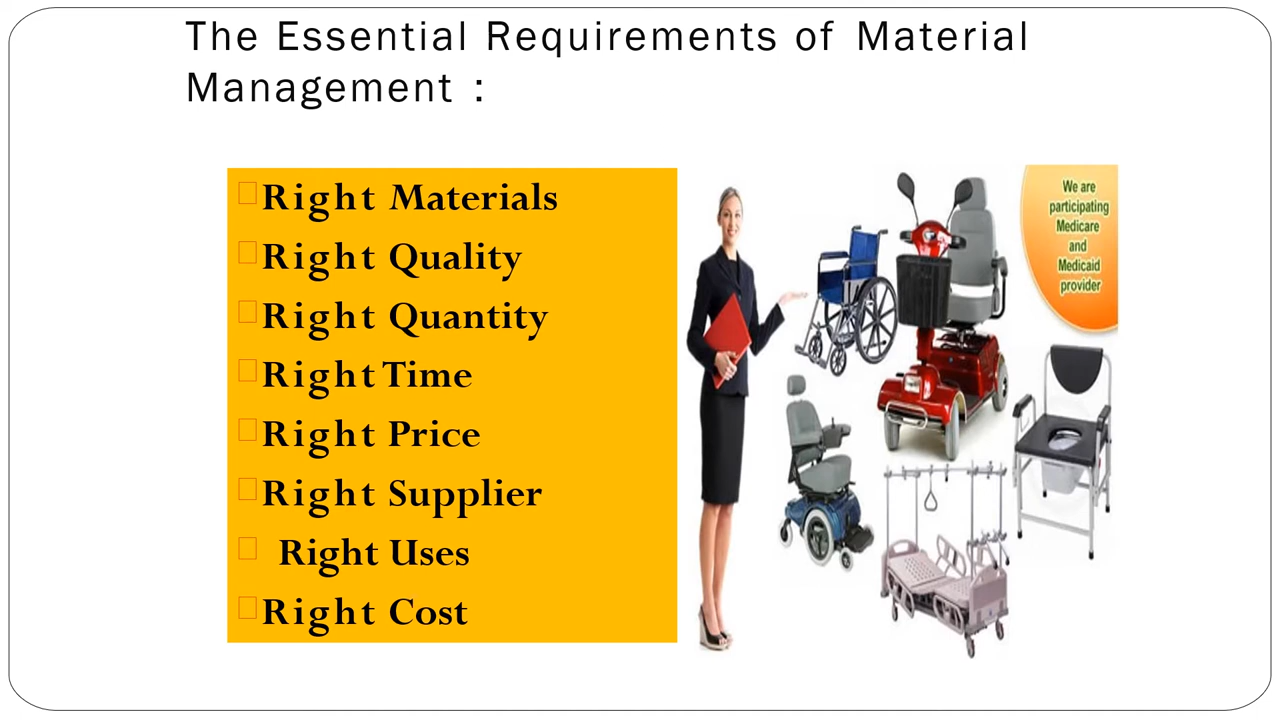 The Essential Requirements of Material
Management :
Right Materials
Right Quality
Right Quantity
Right Time
Right Price
Right Supplier
Right Uses
Right Cost
We are
participating
Medicare
and
Medicaid
provider